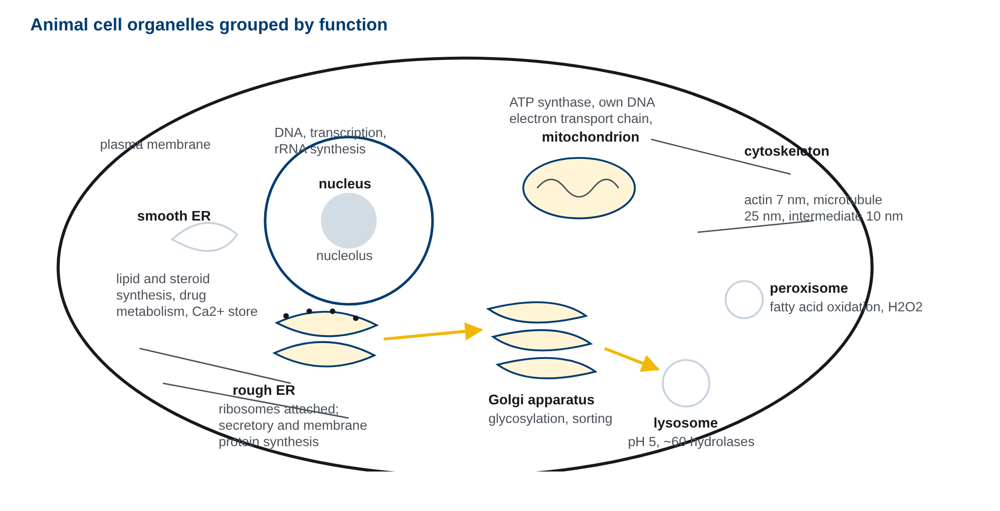 Animal cell organelles grouped by function
ATP synthase, own DNA
electron transport chain,
mitochondrion
DNA, transcription,
rRNA synthesis
plasma membrane
cytoskeleton
actin 7 nm, microtubule
25 nm, intermediate 10 nm
nucleus
smooth ER
nucleolus
lipid and steroid
synthesis, drug
metabolism, Ca2+ store
peroxisome
fatty acid oxidation, H2O2
rough ER
ribosomes attached;
secretory and membrane
protein synthesis
Golgi apparatus
glycosylation, sorting
lysosome
pH 5, ~60 hydrolases